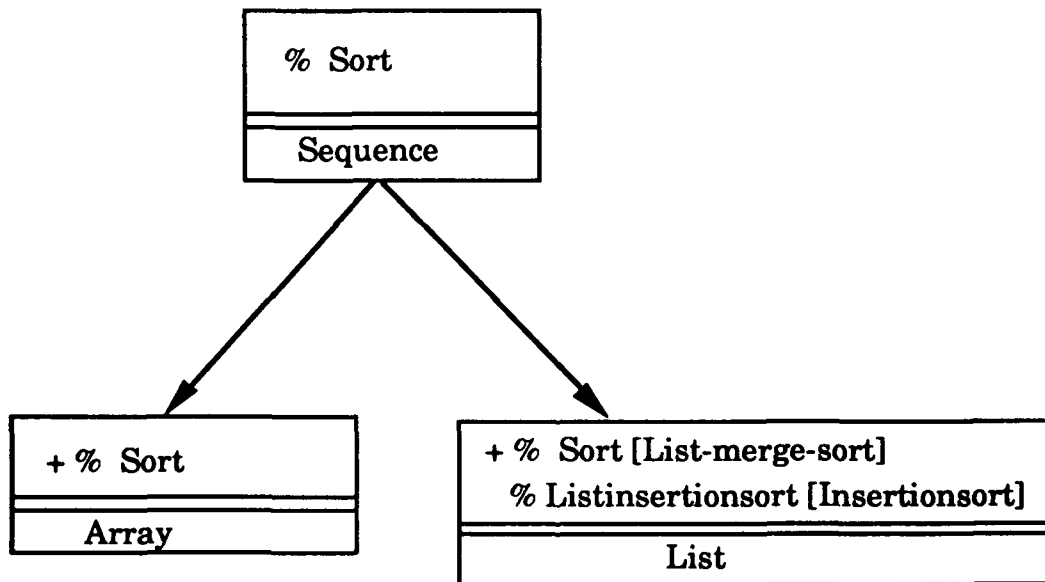 % Sort
Sequence
+ % Sort
Array
+ % Sort [List-merge-sort]
% Listinsertionsort [Insertionsort]
List